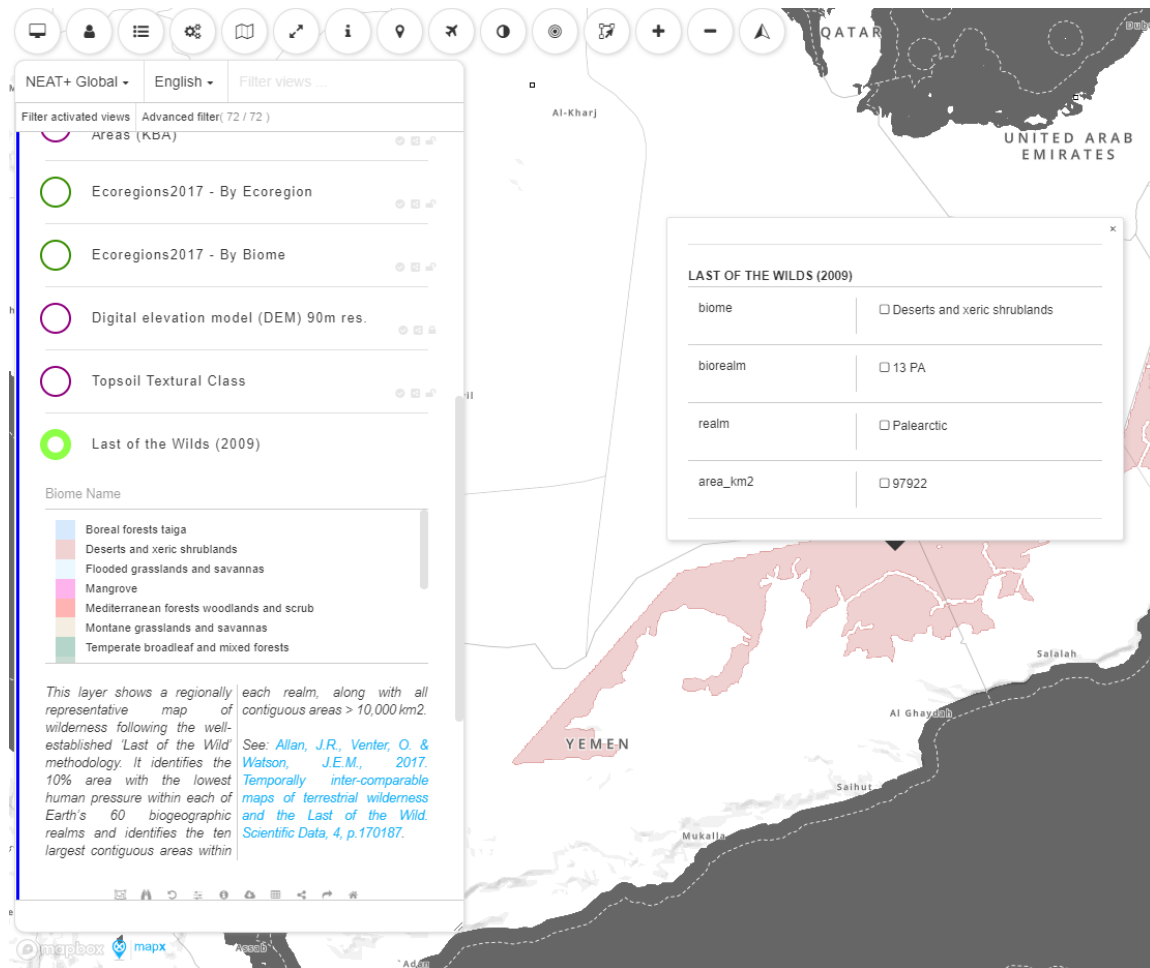 NEAT+ Global
English
Filter views ...
Filter activated views
Advanced filter( 72 / 72 )
Areas (KBA)
Ecoregions2017 - By Ecoregion
Ecoregions2017 - By Biome
Digital elevation model (DEM) 90m res.
Topsoil Textural Class
Last of the Wilds (2009)
Biome Name
Boreal forests taiga
Deserts and xeric shrublands
Flooded grasslands and savannas
Mangrove
Mediterranean forests woodlands and scrub
Montane grasslands and savannas
Temperate broadleaf and mixed forests
This layer shows a regionally
representative map of
wilderness following the well-
established 'Last of the Wild'
methodology. It identifies the
10% area with the lowest
human pressure within each of
Earth's 60 biogeographic
realms and identifies the ten
largest contiguous areas within
each realm, along with all
contiguous areas > 10,000 km2.
See: Allan, J.R., Venter, O. &
Watson, J.E.M., 2017.
Temporally inter-comparable
maps of terrestrial wilderness
and the Last of the Wild.
Scientific Data, 4, p.170187.
mapbox
mapx
QATAR
Al-Kharj
UNITED ARAB
EMIRATES
×
LAST OF THE WILDS (2009)
biome
Deserts and xeric shrublands
biorealm
13 PA
realm
Palearctic
area_km2
97922
Salalah
Al Ghaydah
YEMEN
Saihut
Mukalla
Assab
'Adan